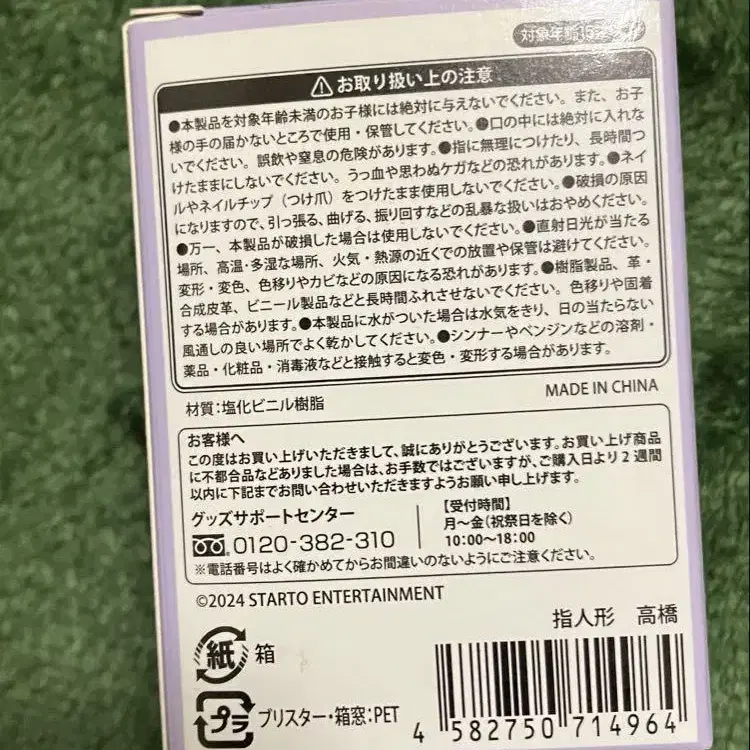 対象年齢15才以上
お取り扱い上の注意
●本製品を対象年齢未満のお子様には絶対に与えないでください。また、お子
様の手の届かないところで使用・保管してください。●口の中には絶対に入れな
いでください。誤飲や窒息の危険があります。●指に無理につけたり、長時間つ
けたままにしないでください。うっ血や思わぬケガなどの恐れがあります。●ネイ
ルやネイルチップ（つけ爪）をつけたまま使用しないでください。●破損の原因
になりますので、引っ張る、曲げる、振り回すなどの乱暴な扱いはおやめください。
●万一、本製品が破損した場合は使用しないでください。●直射日光が当たる
場所、高温・多湿な場所、火気・熱源の近くでの放置や保管は避けてください。
変形・変色、色移りやカビなどの原因になる恐れがあります。●樹脂製品、革・
合成皮革、ビニール製品などと長時間ふれさせないでください。色移りや固着
する場合があります。●本製品に水がついた場合は水気をきり、日の当たらない
風通しの良い場所でよく乾かしてください。●シンナーやベンジンなどの溶剤・
薬品・化粧品・消毒液などと接触すると変色・変形する場合があります。
材質：塩化ビニル樹脂
MADE IN CHINA
お客様へ
この度はお買い上げいただきまして、誠にありがとうございます。お買い上げ商品
に不都合品などありました場合は、お手数ではございますが、ご購入日より2週間
以内に下記までお問い合わせいただきますようお願い申し上げます。
グッズサポートセンター
0120-382-310
【受付時間】
月～金（祝祭日を除く）
10:00～18:00
※電話番号はよく確かめてからお間違いのないようにご注意ください。
©2024 STARTO ENTERTAINMENT
指人形 高橋
紙 箱
プラ ブリスター・箱窓：PET
4 582750 714964